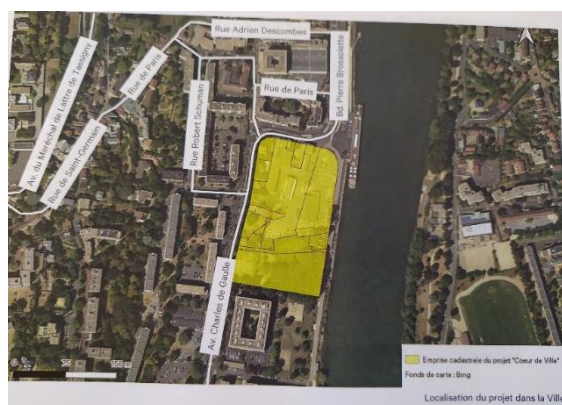 Rue Adrien Descombes
Av. du Maréchal de Lattre de Tassigny
Rue de Paris
Rue de Saint-Germain
Rue Robert Schuman
Rue de Paris
Bd. Pierre Brossolette
Av. Charles de Gaulle
75
150 m
Emprise cadastrale du projet "Coeur de Ville"
Fonds de carte : Bing
Localisation du projet dans la Ville